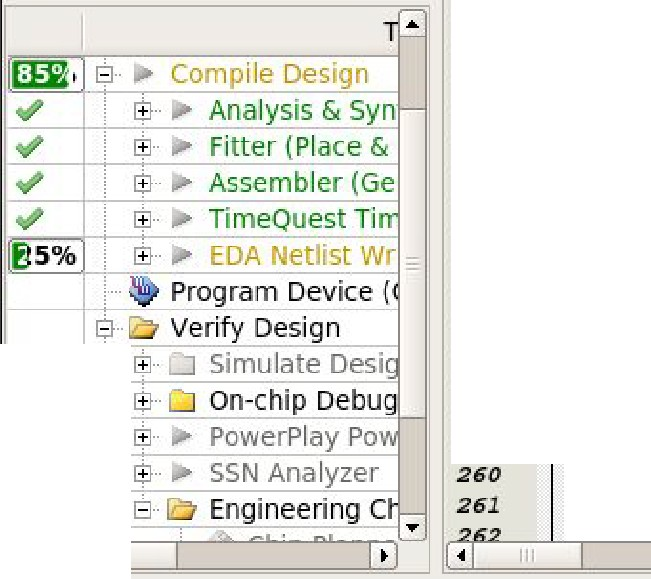 T
85% Compile Design
Analysis & Syn
Fitter (Place &
Assembler (Ge
TimeQuest Tim
25% EDA Netlist Wr
Program Device (
Verify Design
Simulate Desig
On-chip Debug
PowerPlay Pow
SSN Analyzer
Engineering Ch
Chip Planne
260
261
262